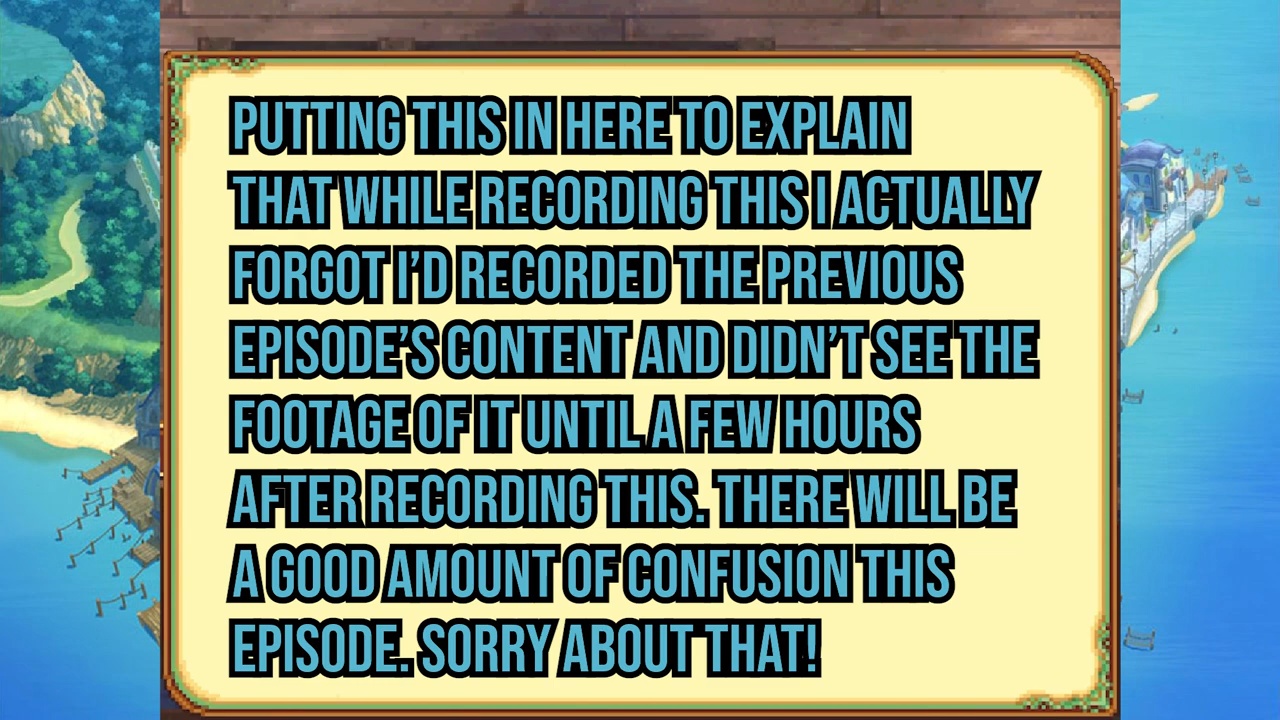 PUTTING THIS IN HERE TO EXPLAIN
THAT WHILE RECORDING THIS I ACTUALLY
FORGOT I’D RECORDED THE PREVIOUS
EPISODE’S CONTENT AND DIDN’T SEE THE
FOOTAGE OF IT UNTIL A FEW HOURS
AFTER RECORDING THIS. THERE WILL BE
A GOOD AMOUNT OF CONFUSION THIS
EPISODE. SORRY ABOUT THAT!